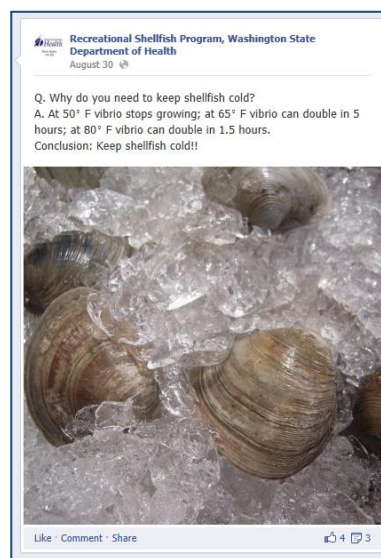 Health
Recreational Shellfish Program, Washington State
Department of Health
August 30
Q. Why do you need to keep shellfish cold?
A. At 50° F vibrio stops growing; at 65° F vibrio can double in 5
hours; at 80° F vibrio can double in 1.5 hours.
Conclusion: Keep shellfish cold!!
Like · Comment · Share
4 3